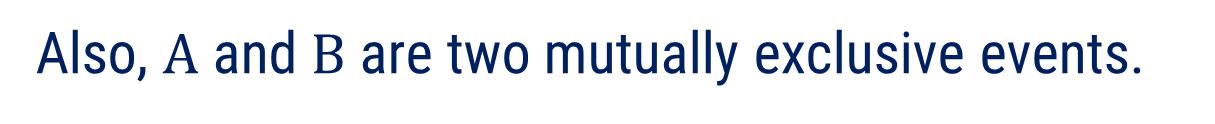 Also, A and B are two mutually exclusive events.